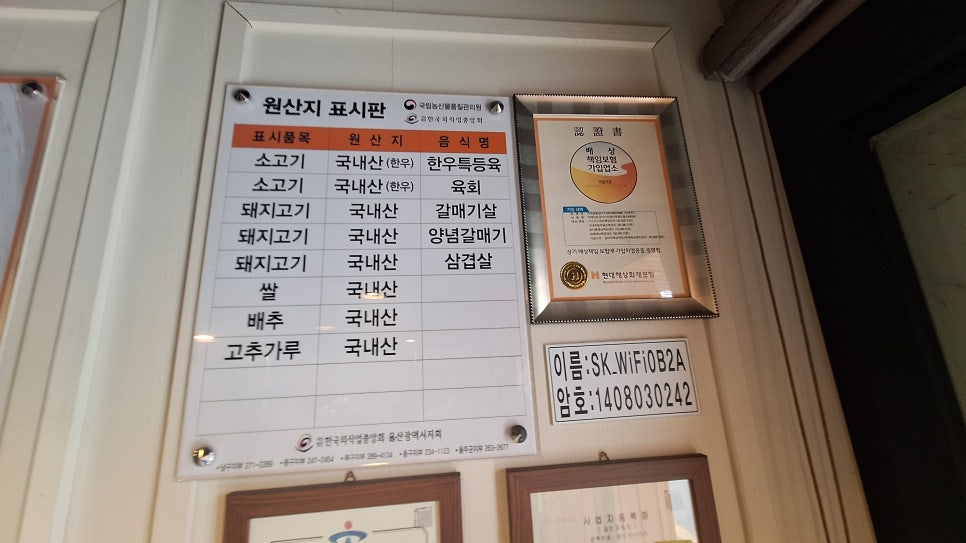 원산지 표시판
국립농산물품질관리원
한국외식업중앙회
표시품목 원산지 음식명
소고기 국내산 (한우) 한우특등육
소고기 국내산 (한우) 육회
돼지고기 국내산 갈매기살
돼지고기 국내산 양념갈매기
돼지고기 국내산 삼겹살
쌀 국내산
배추 국내산
고추가루 국내산
한국외식업중앙회 울산광역시지회
認證書
배상
책임보험
가입업소
현대해상화재보험
이름:SK_WiFi0B2A
암호:1408030242
사업자등록증